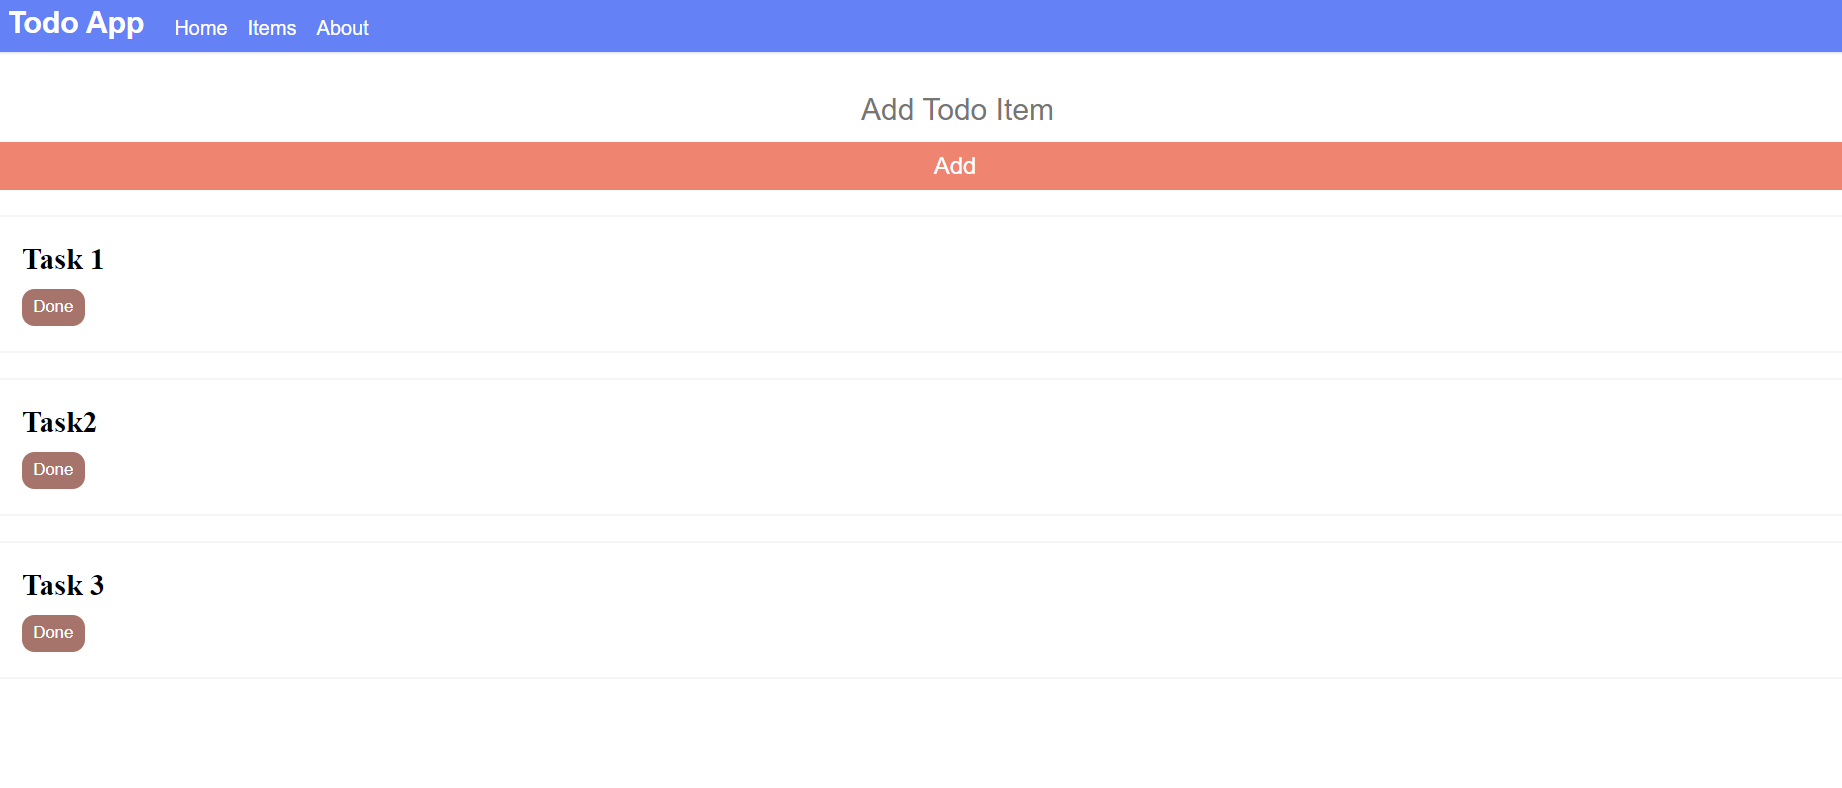 Todo App Home Items About
Add Todo Item
Add
Task 1
Done
Task2
Done
Task 3
Done